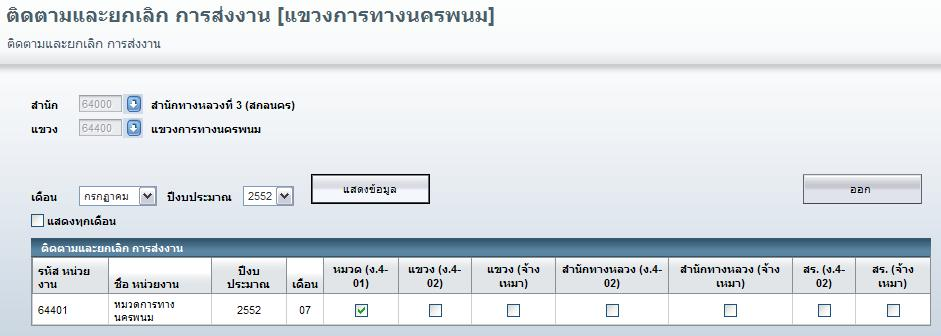 ติดตามและยกเลิก การส่งงาน [แขวงการทางนครพนม]
ติดตามและยกเลิก การส่งงาน
สำนัก 64000 สำนักทางหลวงที่ 3 (สกลนคร)
แขวง 64400 แขวงการทางนครพนม
เดือน กรกฎาคม ปีงบประมาณ 2552 แสดงข้อมูล ออก
แสดงทุกเดือน
ติดตามและยกเลิก การส่งงาน
รหัส หน่วย ปีงบ หมวด (ง.4- แขวง (ง.4- แขวง (จ้าง สำนักทางหลวง (ง.4- สำนักทางหลวง (จ้าง สร. (ง.4- สร. (จ้าง
งาน ชื่อ หน่วยงาน ประมาณ เดือน 01) 02) เหมา) 02) เหมา) 02) เหมา)
64401 หมวดการทาง 2552 07
นครพนม